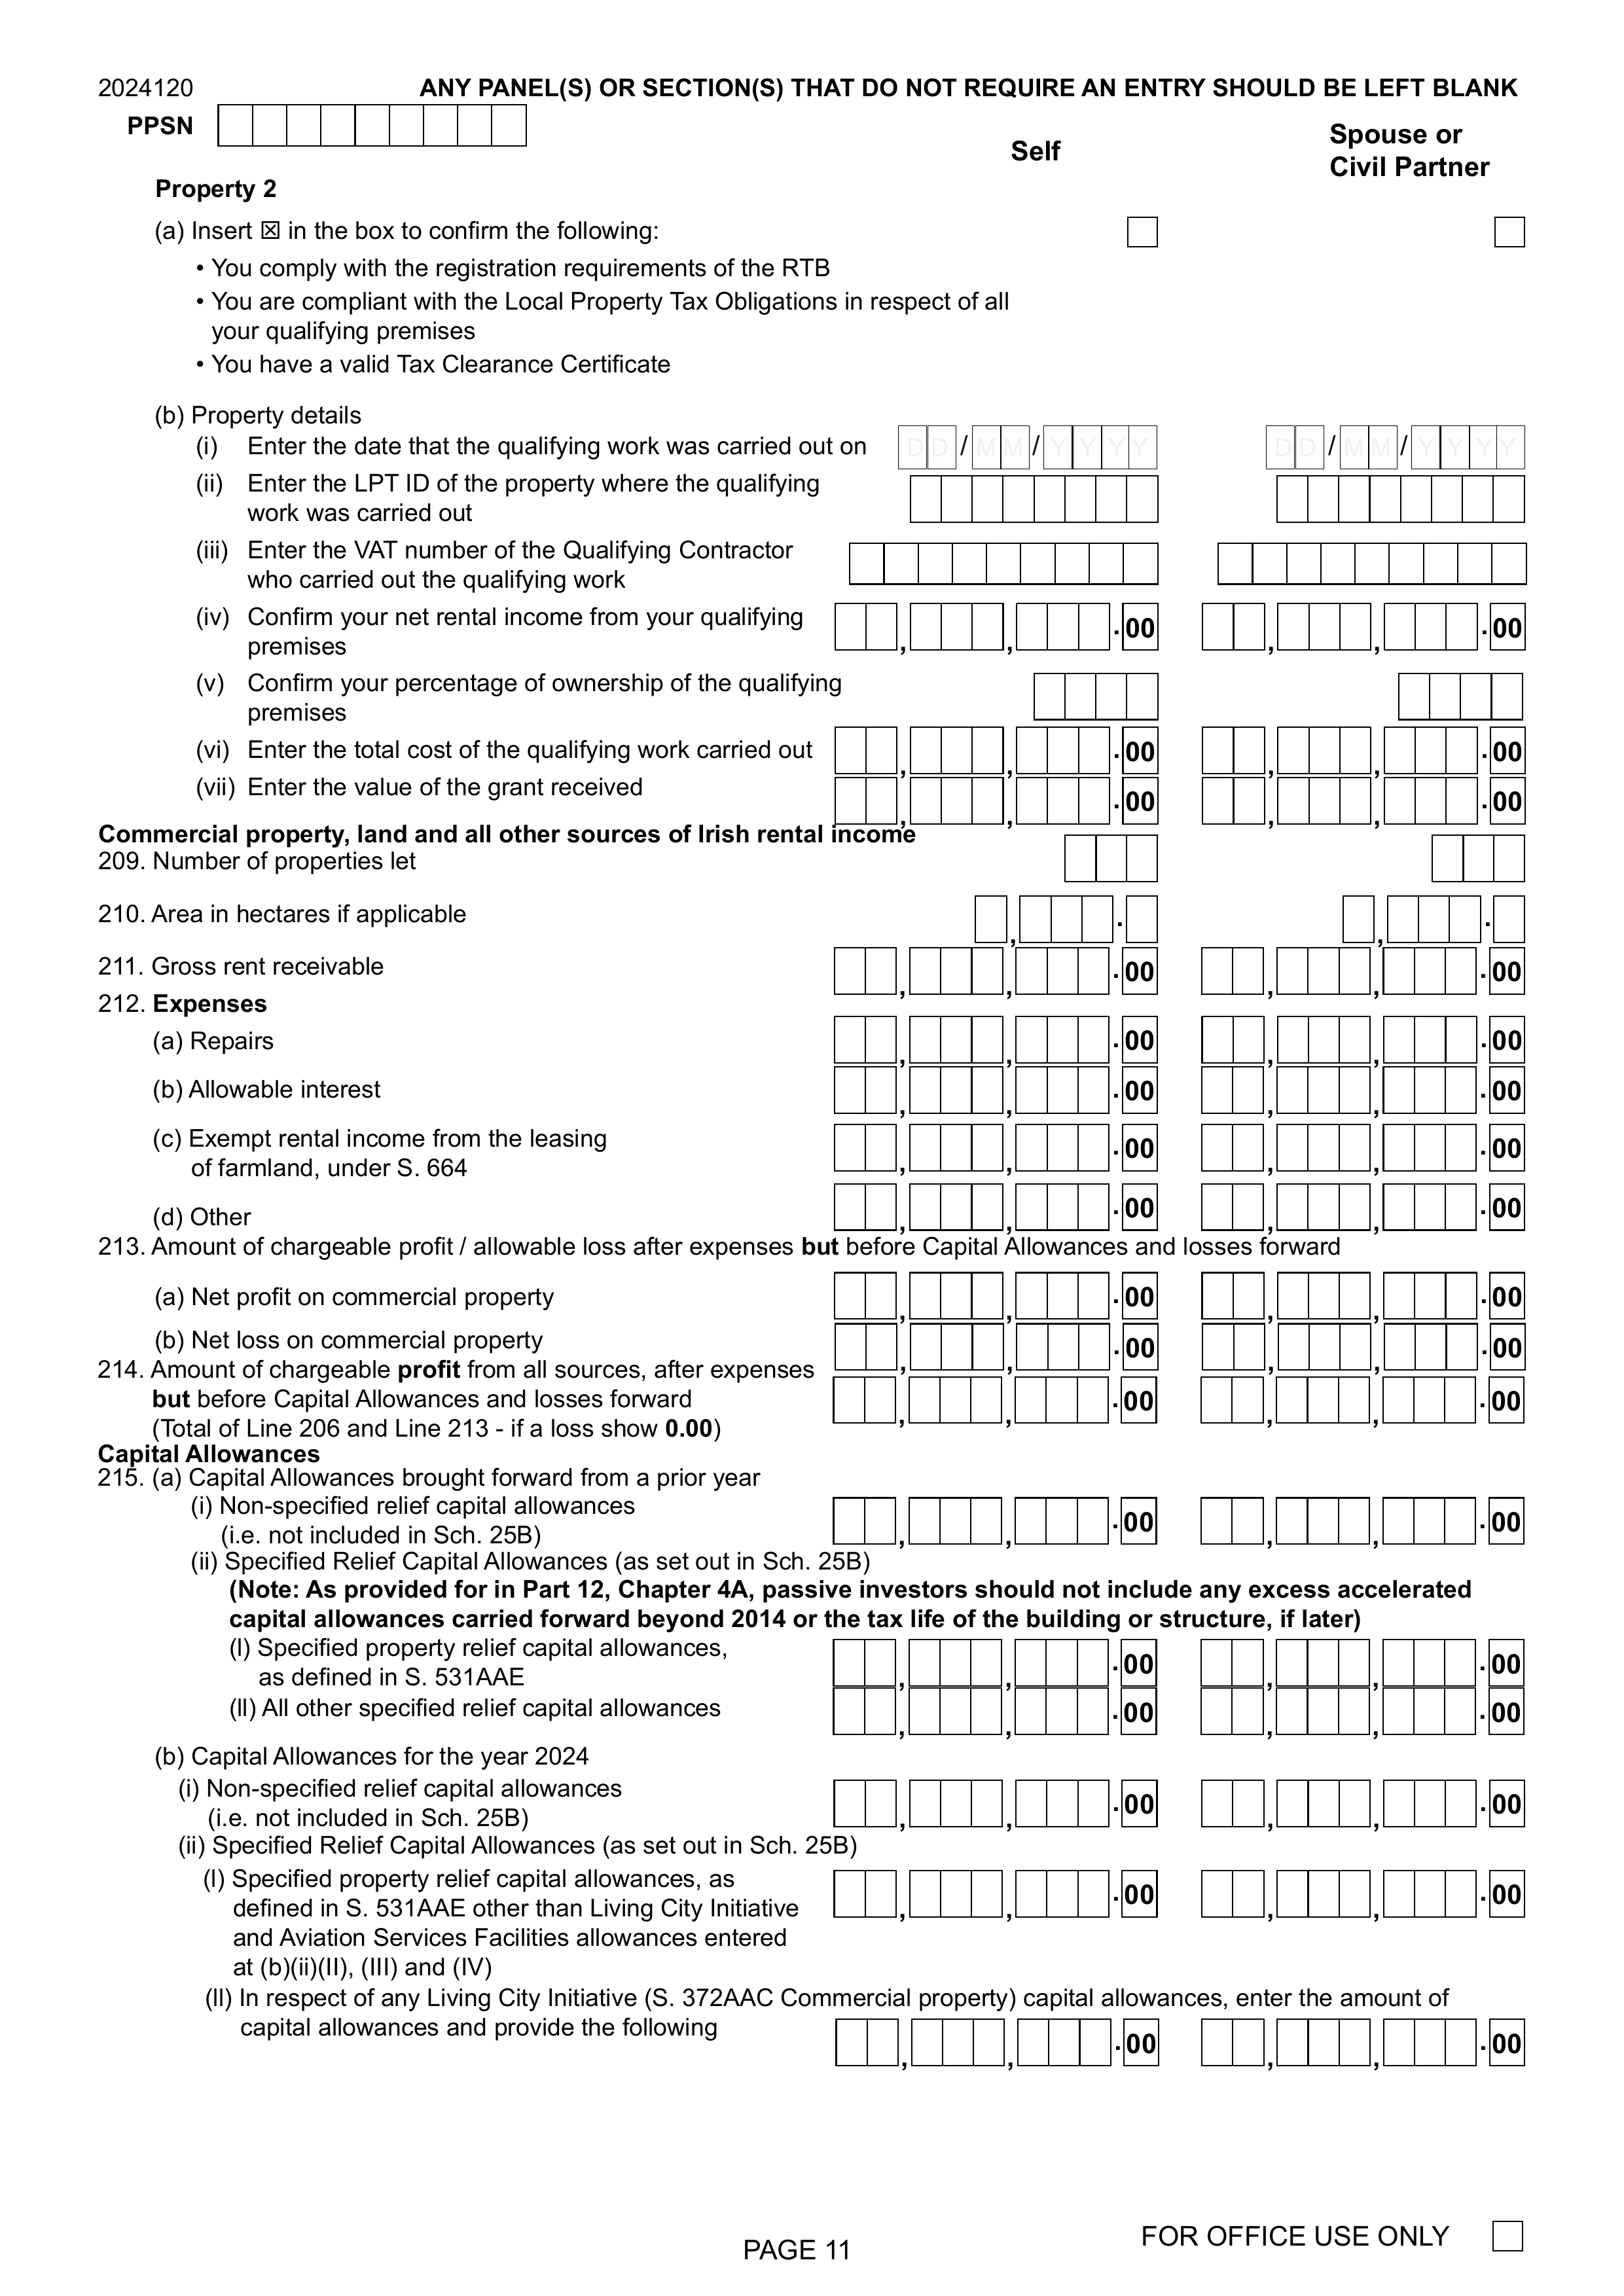 2024120
ANY PANEL(S) OR SECTION(S) THAT DO NOT REQUIRE AN ENTRY SHOULD BE LEFT BLANK
PPSN
Self
Spouse or
Civil Partner
Property 2
(a) Insert ☒ in the box to confirm the following:
• You comply with the registration requirements of the RTB
• You are compliant with the Local Property Tax Obligations in respect of all
your qualifying premises
• You have a valid Tax Clearance Certificate
(b) Property details
(i) Enter the date that the qualifying work was carried out on DD/MM/YYYY DD/MM/YYYY
(ii) Enter the LPT ID of the property where the qualifying
work was carried out
(iii) Enter the VAT number of the Qualifying Contractor
who carried out the qualifying work
(iv) Confirm your net rental income from your qualifying , , .00 , , .00
premises
(v) Confirm your percentage of ownership of the qualifying
premises
(vi) Enter the total cost of the qualifying work carried out , , .00 , , .00
(vii) Enter the value of the grant received , , .00 , , .00
Commercial property, land and all other sources of Irish rental income
209. Number of properties let
210. Area in hectares if applicable , . , .
211. Gross rent receivable , , .00 , , .00
212. Expenses
(a) Repairs , , .00 , , .00
(b) Allowable interest , , .00 , , .00
(c) Exempt rental income from the leasing , , .00 , , .00
of farmland, under S. 664
(d) Other , , .00 , , .00
213. Amount of chargeable profit / allowable loss after expenses but before Capital Allowances and losses forward
(a) Net profit on commercial property , , .00 , , .00
(b) Net loss on commercial property , , .00 , , .00
214. Amount of chargeable profit from all sources, after expenses
but before Capital Allowances and losses forward , , .00 , , .00
(Total of Line 206 and Line 213 - if a loss show 0.00)
Capital Allowances
215. (a) Capital Allowances brought forward from a prior year
(i) Non-specified relief capital allowances , , .00 , , .00
(i.e. not included in Sch. 25B)
(ii) Specified Relief Capital Allowances (as set out in Sch. 25B)
(Note: As provided for in Part 12, Chapter 4A, passive investors should not include any excess accelerated
capital allowances carried forward beyond 2014 or the tax life of the building or structure, if later)
(l) Specified property relief capital allowances, , , .00 , , .00
as defined in S. 531AAE
(ll) All other specified relief capital allowances , , .00 , , .00
(b) Capital Allowances for the year 2024
(i) Non-specified relief capital allowances , , .00 , , .00
(i.e. not included in Sch. 25B)
(ii) Specified Relief Capital Allowances (as set out in Sch. 25B)
(l) Specified property relief capital allowances, as , , .00 , , .00
defined in S. 531AAE other than Living City Initiative
and Aviation Services Facilities allowances entered
at (b)(ii)(II), (III) and (IV)
(ll) In respect of any Living City Initiative (S. 372AAC Commercial property) capital allowances, enter the amount of
capital allowances and provide the following , , .00 , , .00
PAGE 11
FOR OFFICE USE ONLY